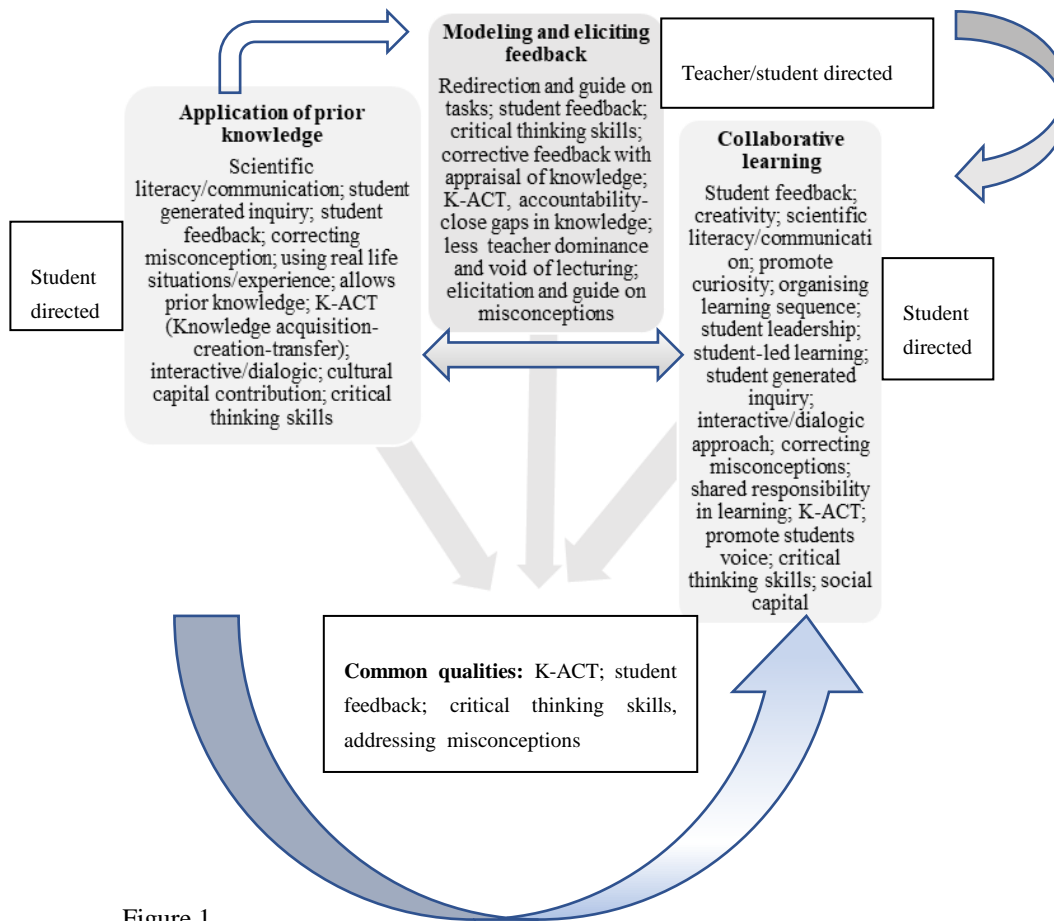 Modeling and eliciting
feedback
Redirection and guide on
tasks; student feedback;
critical thinking skills;
corrective feedback with
appraisal of knowledge;
K-ACT, accountability-
close gaps in knowledge;
less teacher dominance
and void of lecturing;
elicitation and guide on
misconceptions
Teacher/student directed
Application of prior
knowledge
Scientific
literacy/communication; student
generated inquiry; student
feedback; correcting
misconception; using real life
situations/experience; allows
prior knowledge; K-ACT
(Knowledge acquisition-
creation-transfer);
interactive/dialogic; cultural
capital contribution; critical
thinking skills
Student
directed
Collaborative
learning
Student feedback;
creativity; scientific
literacy/communicati
on; promote
curiosity; organising
learning sequence;
student leadership;
student-led learning;
student generated
inquiry;
interactive/dialogic
approach; correcting
misconceptions;
shared responsibility
in learning; K-ACT;
promote students
voice; critical
thinking skills; social
capital
Student
directed
Common qualities: K-ACT; student
feedback; critical thinking skills,
addressing misconceptions
Figure 1